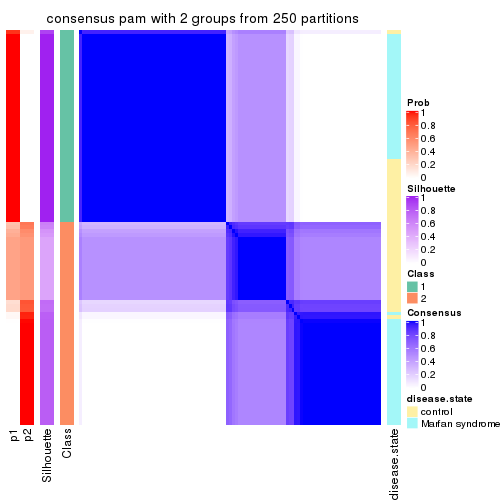 consensus pam with 2 groups from 250 partitions
Prob
1
0.8
0.6
0.4
0.2
0
Silhouette
1
0.8
0.6
0.4
0.2
0
Class
1
2
Consensus
1
0.8
0.6
0.4
0.2
0
disease.state
control
Marfan syndrome
p1
p2
Silhouette
Class
disease.state